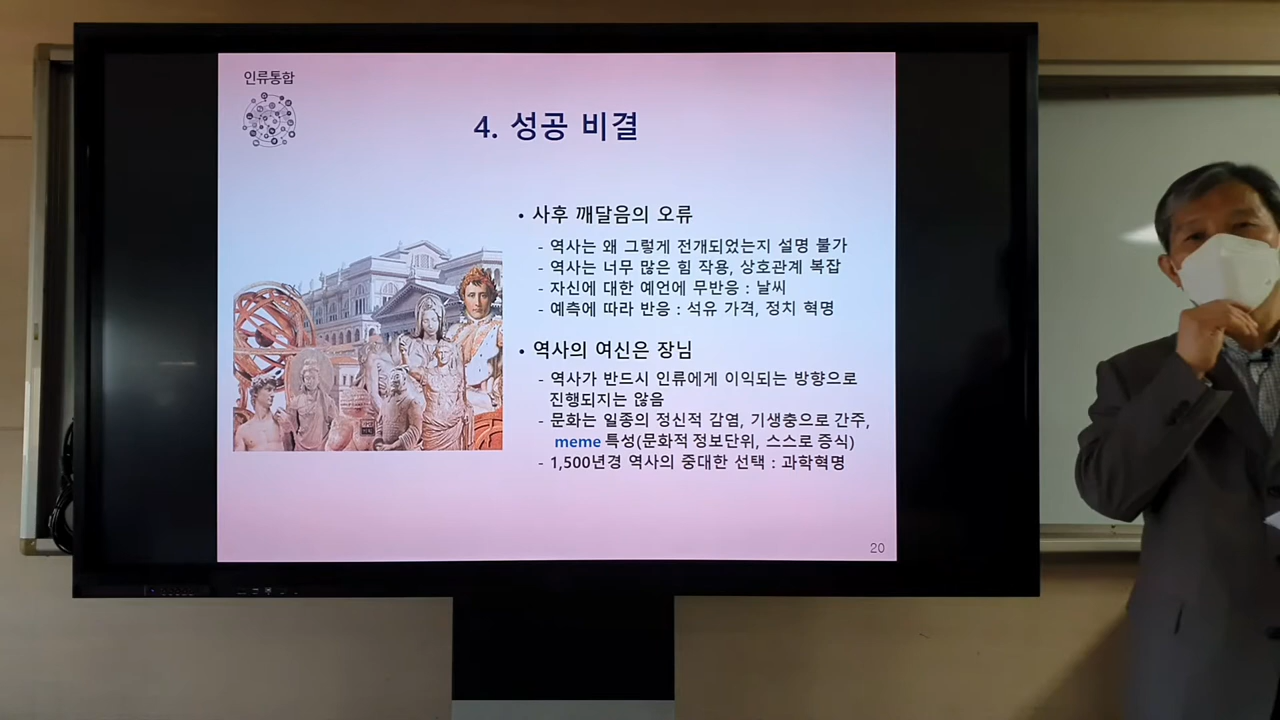 인류통합
4. 성공 비결
• 사후 깨달음의 오류
- 역사는 왜 그렇게 전개되었는지 설명 불가
- 역사는 너무 많은 힘 작용, 상호관계 복잡
- 자신에 대한 예언에 무반응 : 날씨
- 예측에 따라 반응 : 석유 가격, 정치 혁명
• 역사의 여신은 장님
- 역사가 반드시 인류에게 이익되는 방향으로
진행되지는 않음
- 문화는 일종의 정신적 감염, 기생충으로 간주,
meme 특성(문화적 정보단위, 스스로 증식)
- 1,500년경 역사의 중대한 선택 : 과학혁명
20